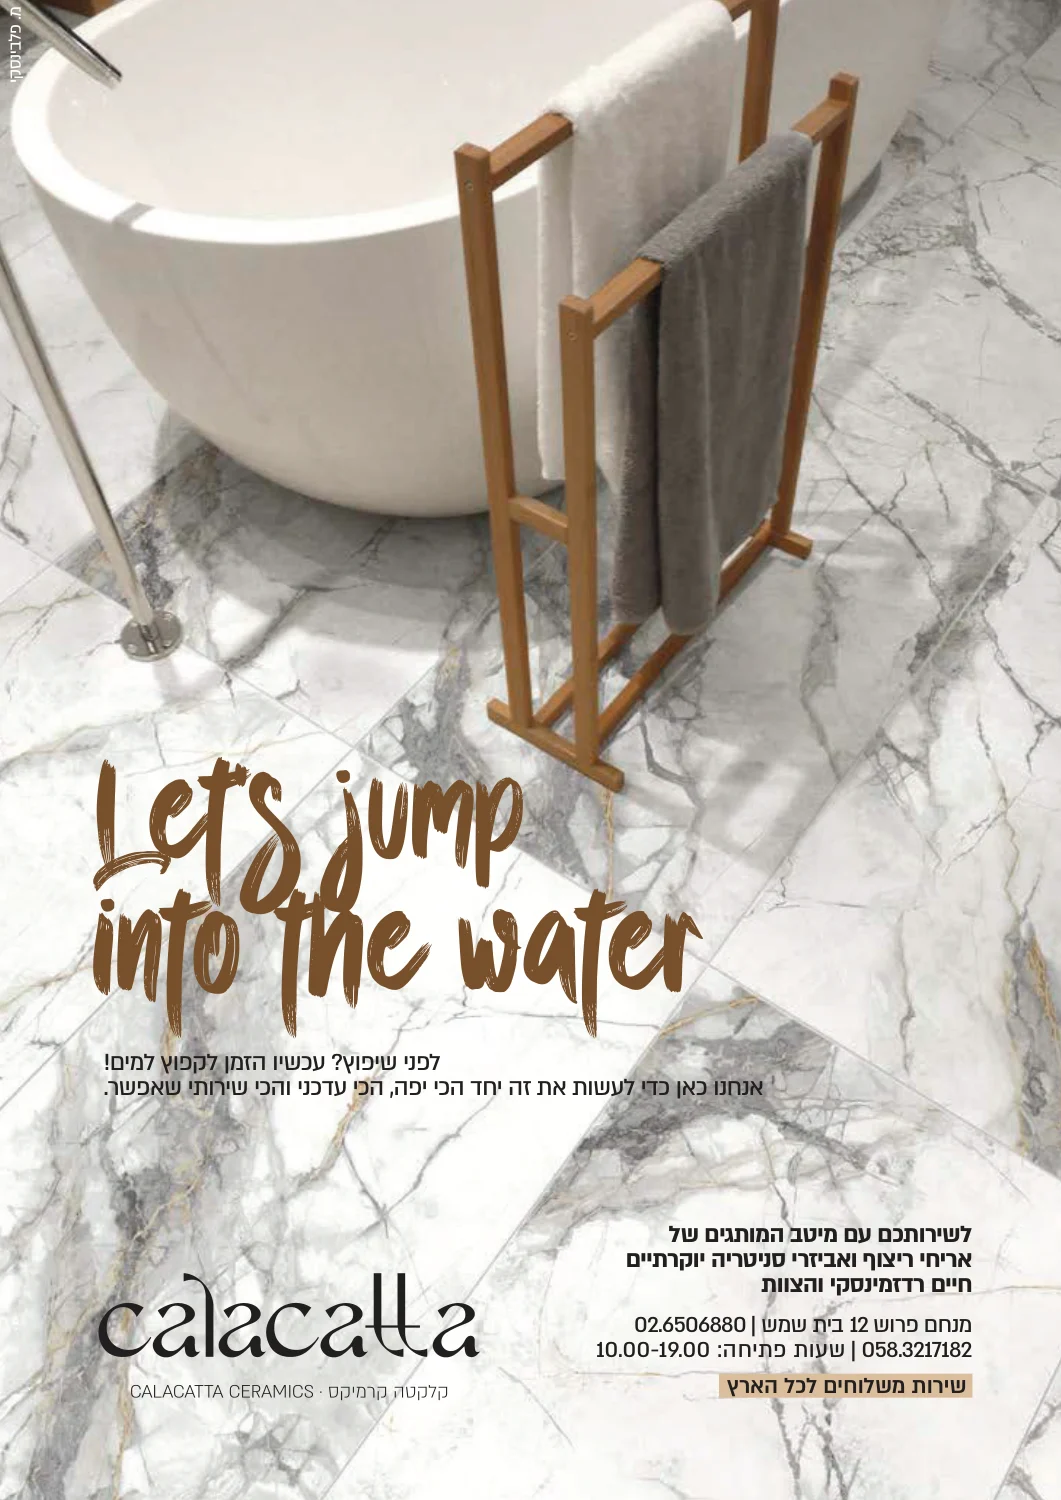 מ. פלבינסקי
Let's jump
into the water
לפני שיפוץ? עכשיו הזמן לקפוץ למים!
אנחנו כאן כדי לעשות את זה יחד הכי יפה, הכי עדכני והכי שירותי שאפשר.
לשירותכם עם מיטב המותגים של
אריחי ריצוף ואביזרי סניטריה יוקרתיים
חיים רדזמינסקי והצוות
מנחם פרוש 12 בית שמש | 02.6506880
058.3217182 | שעות פתיחה: 10.00-19.00
שירות משלוחים לכל הארץ
calacatta
קלקטה קרמיקס · CALACATTA CERAMICS